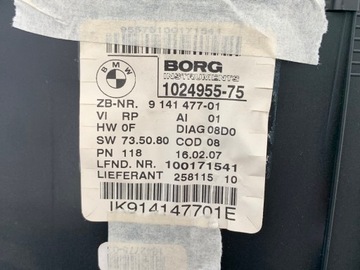 BMW
BORG
INSTRUMENTS
1024955-75
ZB-NR. 9 141 477-01
VI RP AI 01
HW 0F DIAG 08D0
SW 73.50.80 COD 08
PN 118 16.02.07
LFND. NR. 100171541
LIEFERANT 258115 10
IK914147701E